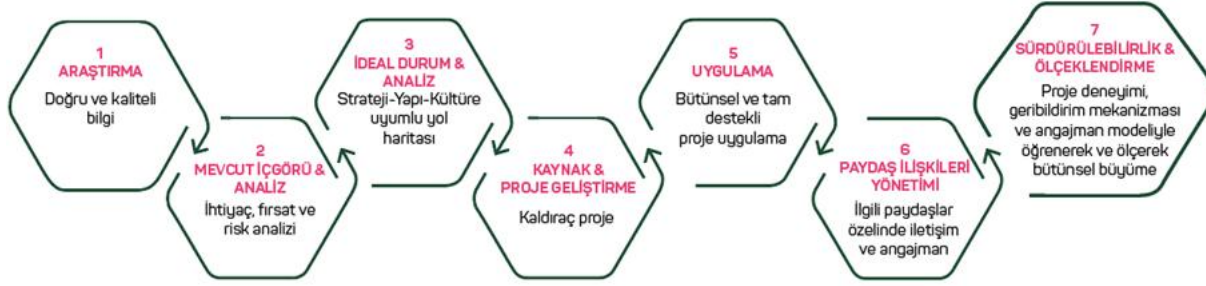 1
ARAŞTIRMA
Doğru ve kaliteli
bilgi
2
MEVCUT İÇGÖRÜ &
ANALİZ
İhtiyaç, fırsat ve
risk analizi
3
İDEAL DURUM &
ANALİZ
Strateji-Yapı-Kültüre
uyumlu yol
haritası
4
KAYNAK &
PROJE GELİŞTİRME
Kaldıraç proje
5
UYGULAMA
Bütünsel ve tam
destekli
proje uygulama
6
PAYDAŞ İLİŞKİLERİ
YÖNETİMİ
İlgili paydaşlar
özelinde iletişim
ve angajman
7
SÜRDÜRÜLEBİLİRLİK &
ÖLÇEKLENDİRME
Proje deneyimi,
geribildirim mekanizması
ve angajman modeliyle
öğrenerek ve ölçerek
bütünsel büyüme